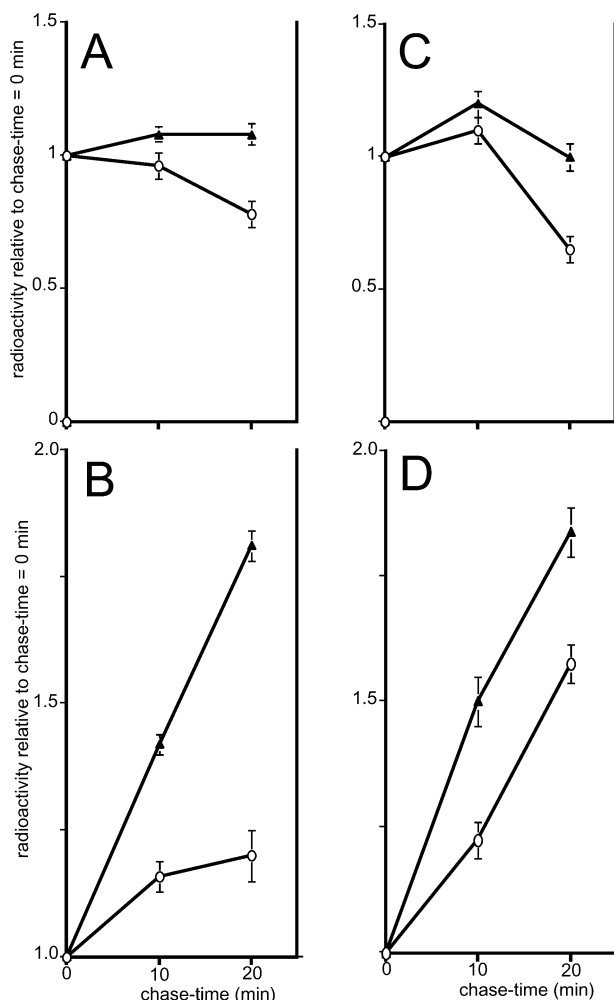 A
C
radioactivity relative to chase-time = 0 min
1.5
1
0.5
0
1.5
1
0.5
B
D
radioactivity relative to chase-time = 0 min
2.0
1.5
1.0
2.0
1.5
0 10 20
chase-time (min)
0 10 20
chase-time (min)